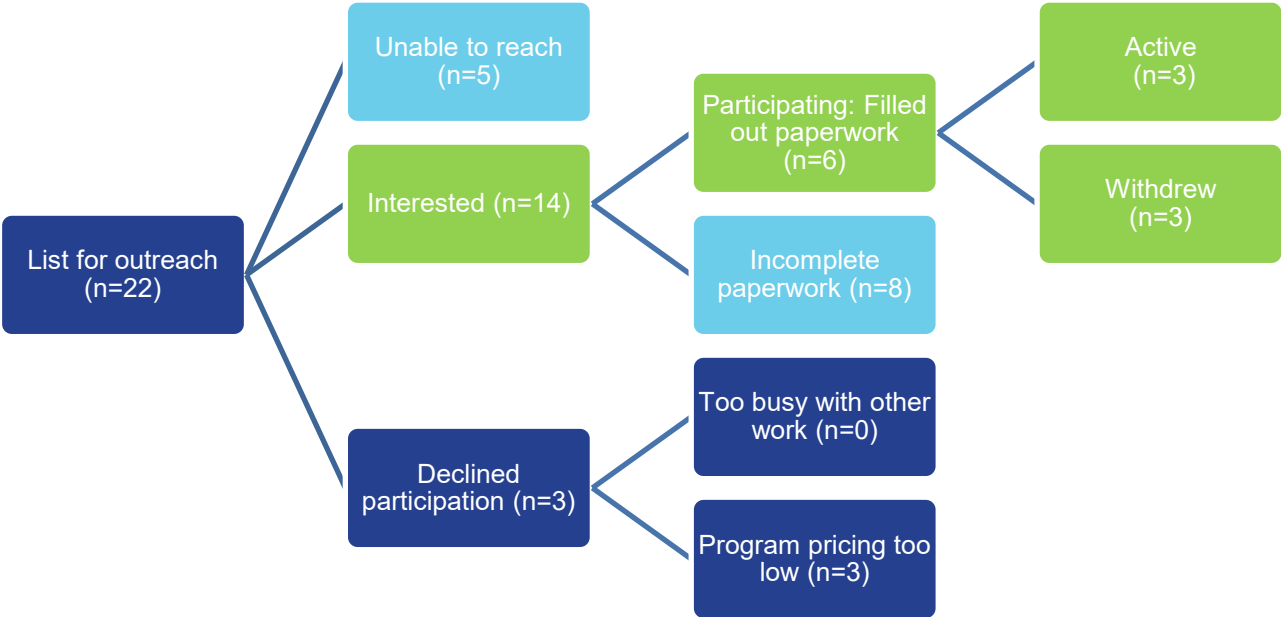 List for outreach
(n=22)
Unable to reach
(n=5)
Interested (n=14)
Declined
participation (n=3)
Participating: Filled
out paperwork
(n=6)
Incomplete
paperwork (n=8)
Too busy with other
work (n=0)
Program pricing too
low (n=3)
Active
(n=3)
Withdrew
(n=3)